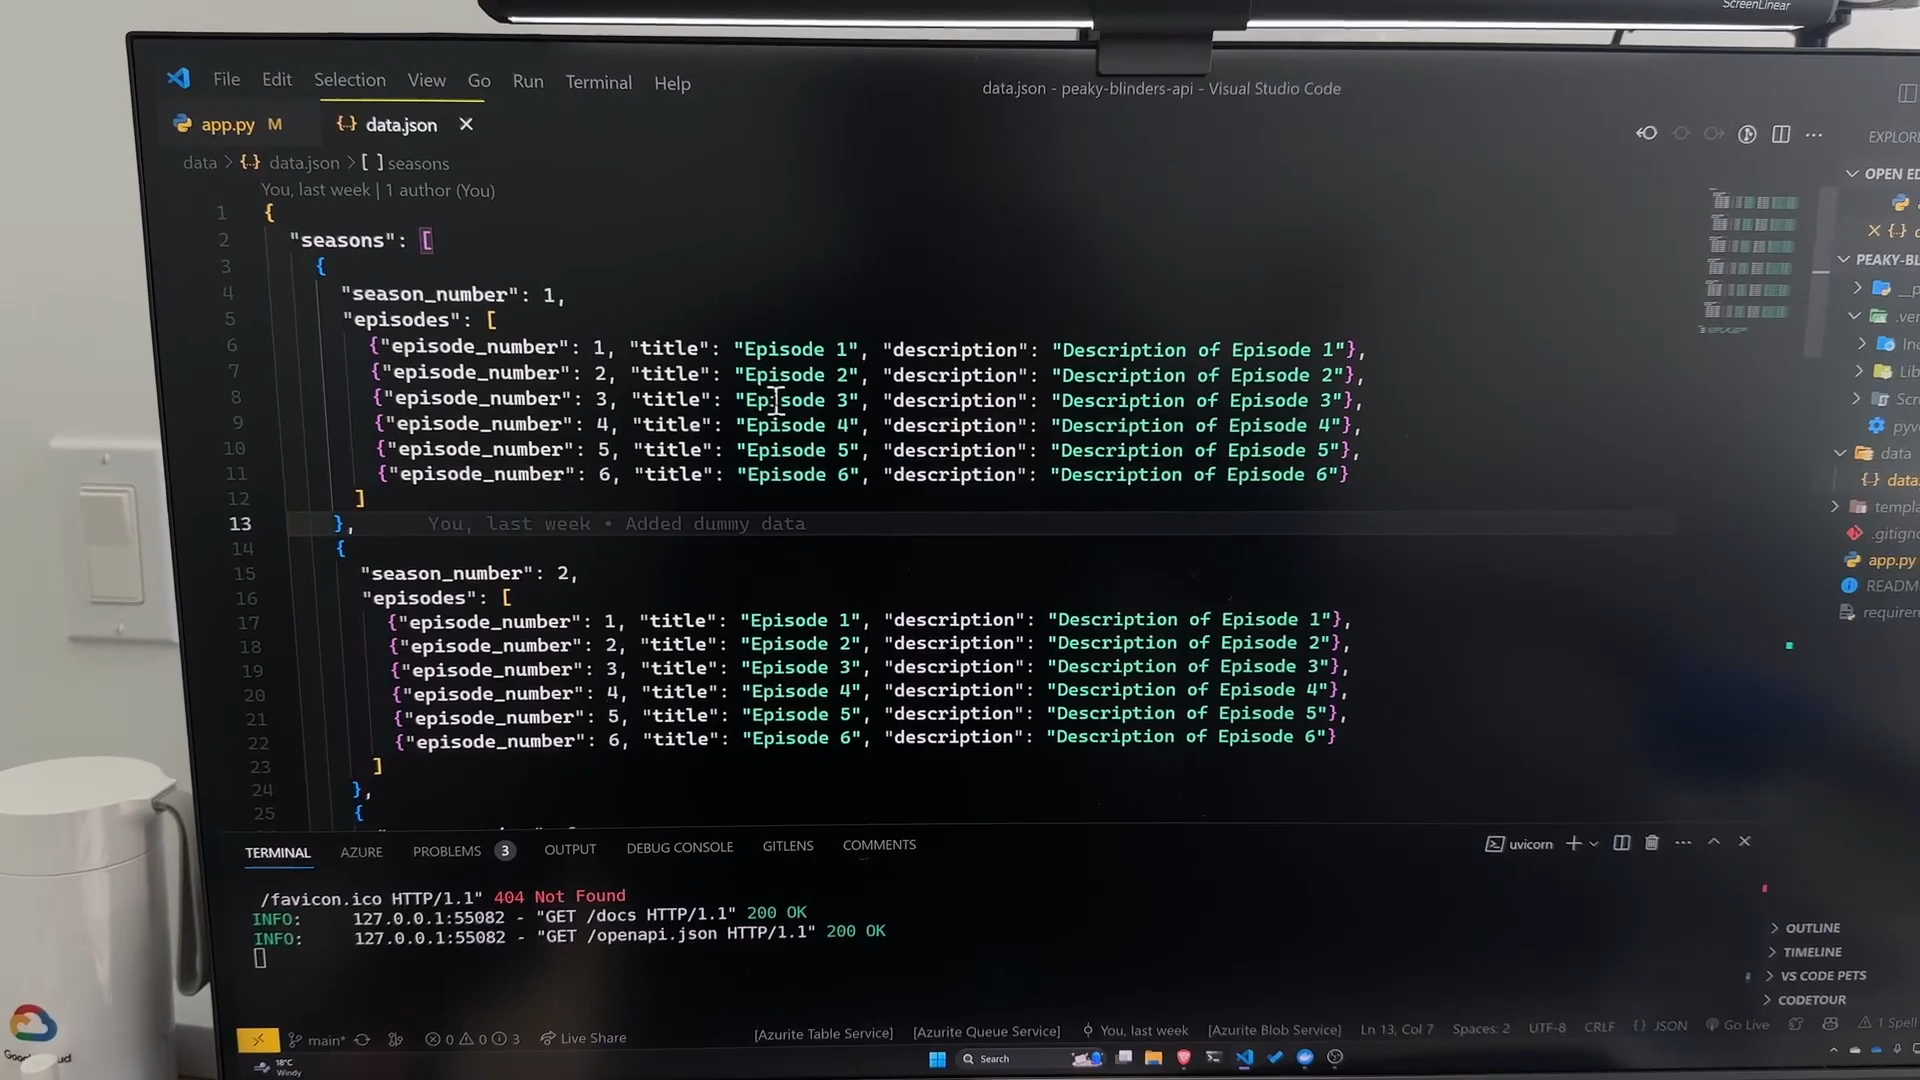 ScreenLinear
File Edit Selection View Go Run Terminal Help
data.json - peaky-blinders-api - Visual Studio Code
app.py M
{··} data.json ×
data > {··} data.json > [ ] seasons
You, last week | 1 author (You)
1 {
2 "seasons": [
3 {
4 "season_number": 1,
5 "episodes": [
6 {"episode_number": 1, "title": "Episode 1", "description": "Description of Episode 1"},
7 {"episode_number": 2, "title": "Episode 2", "description": "Description of Episode 2"},
8 {"episode_number": 3, "title": "Episode 3", "description": "Description of Episode 3"},
9 {"episode_number": 4, "title": "Episode 4", "description": "Description of Episode 4"},
10 {"episode_number": 5, "title": "Episode 5", "description": "Description of Episode 5"},
11 {"episode_number": 6, "title": "Episode 6", "description": "Description of Episode 6"}
12 ]
13 }, You, last week • Added dummy data
14 {
15 "season_number": 2,
16 "episodes": [
17 {"episode_number": 1, "title": "Episode 1", "description": "Description of Episode 1"},
18 {"episode_number": 2, "title": "Episode 2", "description": "Description of Episode 2"},
19 {"episode_number": 3, "title": "Episode 3", "description": "Description of Episode 3"},
20 {"episode_number": 4, "title": "Episode 4", "description": "Description of Episode 4"},
21 {"episode_number": 5, "title": "Episode 5", "description": "Description of Episode 5"},
22 {"episode_number": 6, "title": "Episode 6", "description": "Description of Episode 6"}
23 ]
24 },
25 {
EXPLOR
OPEN ED
PEAKY-BL
.ver
Inc
Lib
Scri
pyv
data
{··} data.
templa
.gitigno
app.py
README
requirem
OUTLINE
TIMELINE
VS CODE PETS
CODETOUR
TERMINAL AZURE PROBLEMS 3 OUTPUT DEBUG CONSOLE GITLENS COMMENTS
uvicorn
/favicon.ico HTTP/1.1" 404 Not Found
INFO: 127.0.0.1:55082 - "GET /docs HTTP/1.1" 200 OK
INFO: 127.0.0.1:55082 - "GET /openapi.json HTTP/1.1" 200 OK
main* 0 0 3 Live Share [Azurite Table Service] [Azurite Queue Service] You, last week [Azurite Blob Service] Ln 13, Col 7 Spaces: 2 UTF-8 CRLF {} JSON Go Live 1 Spell
18°C
Windy
Search